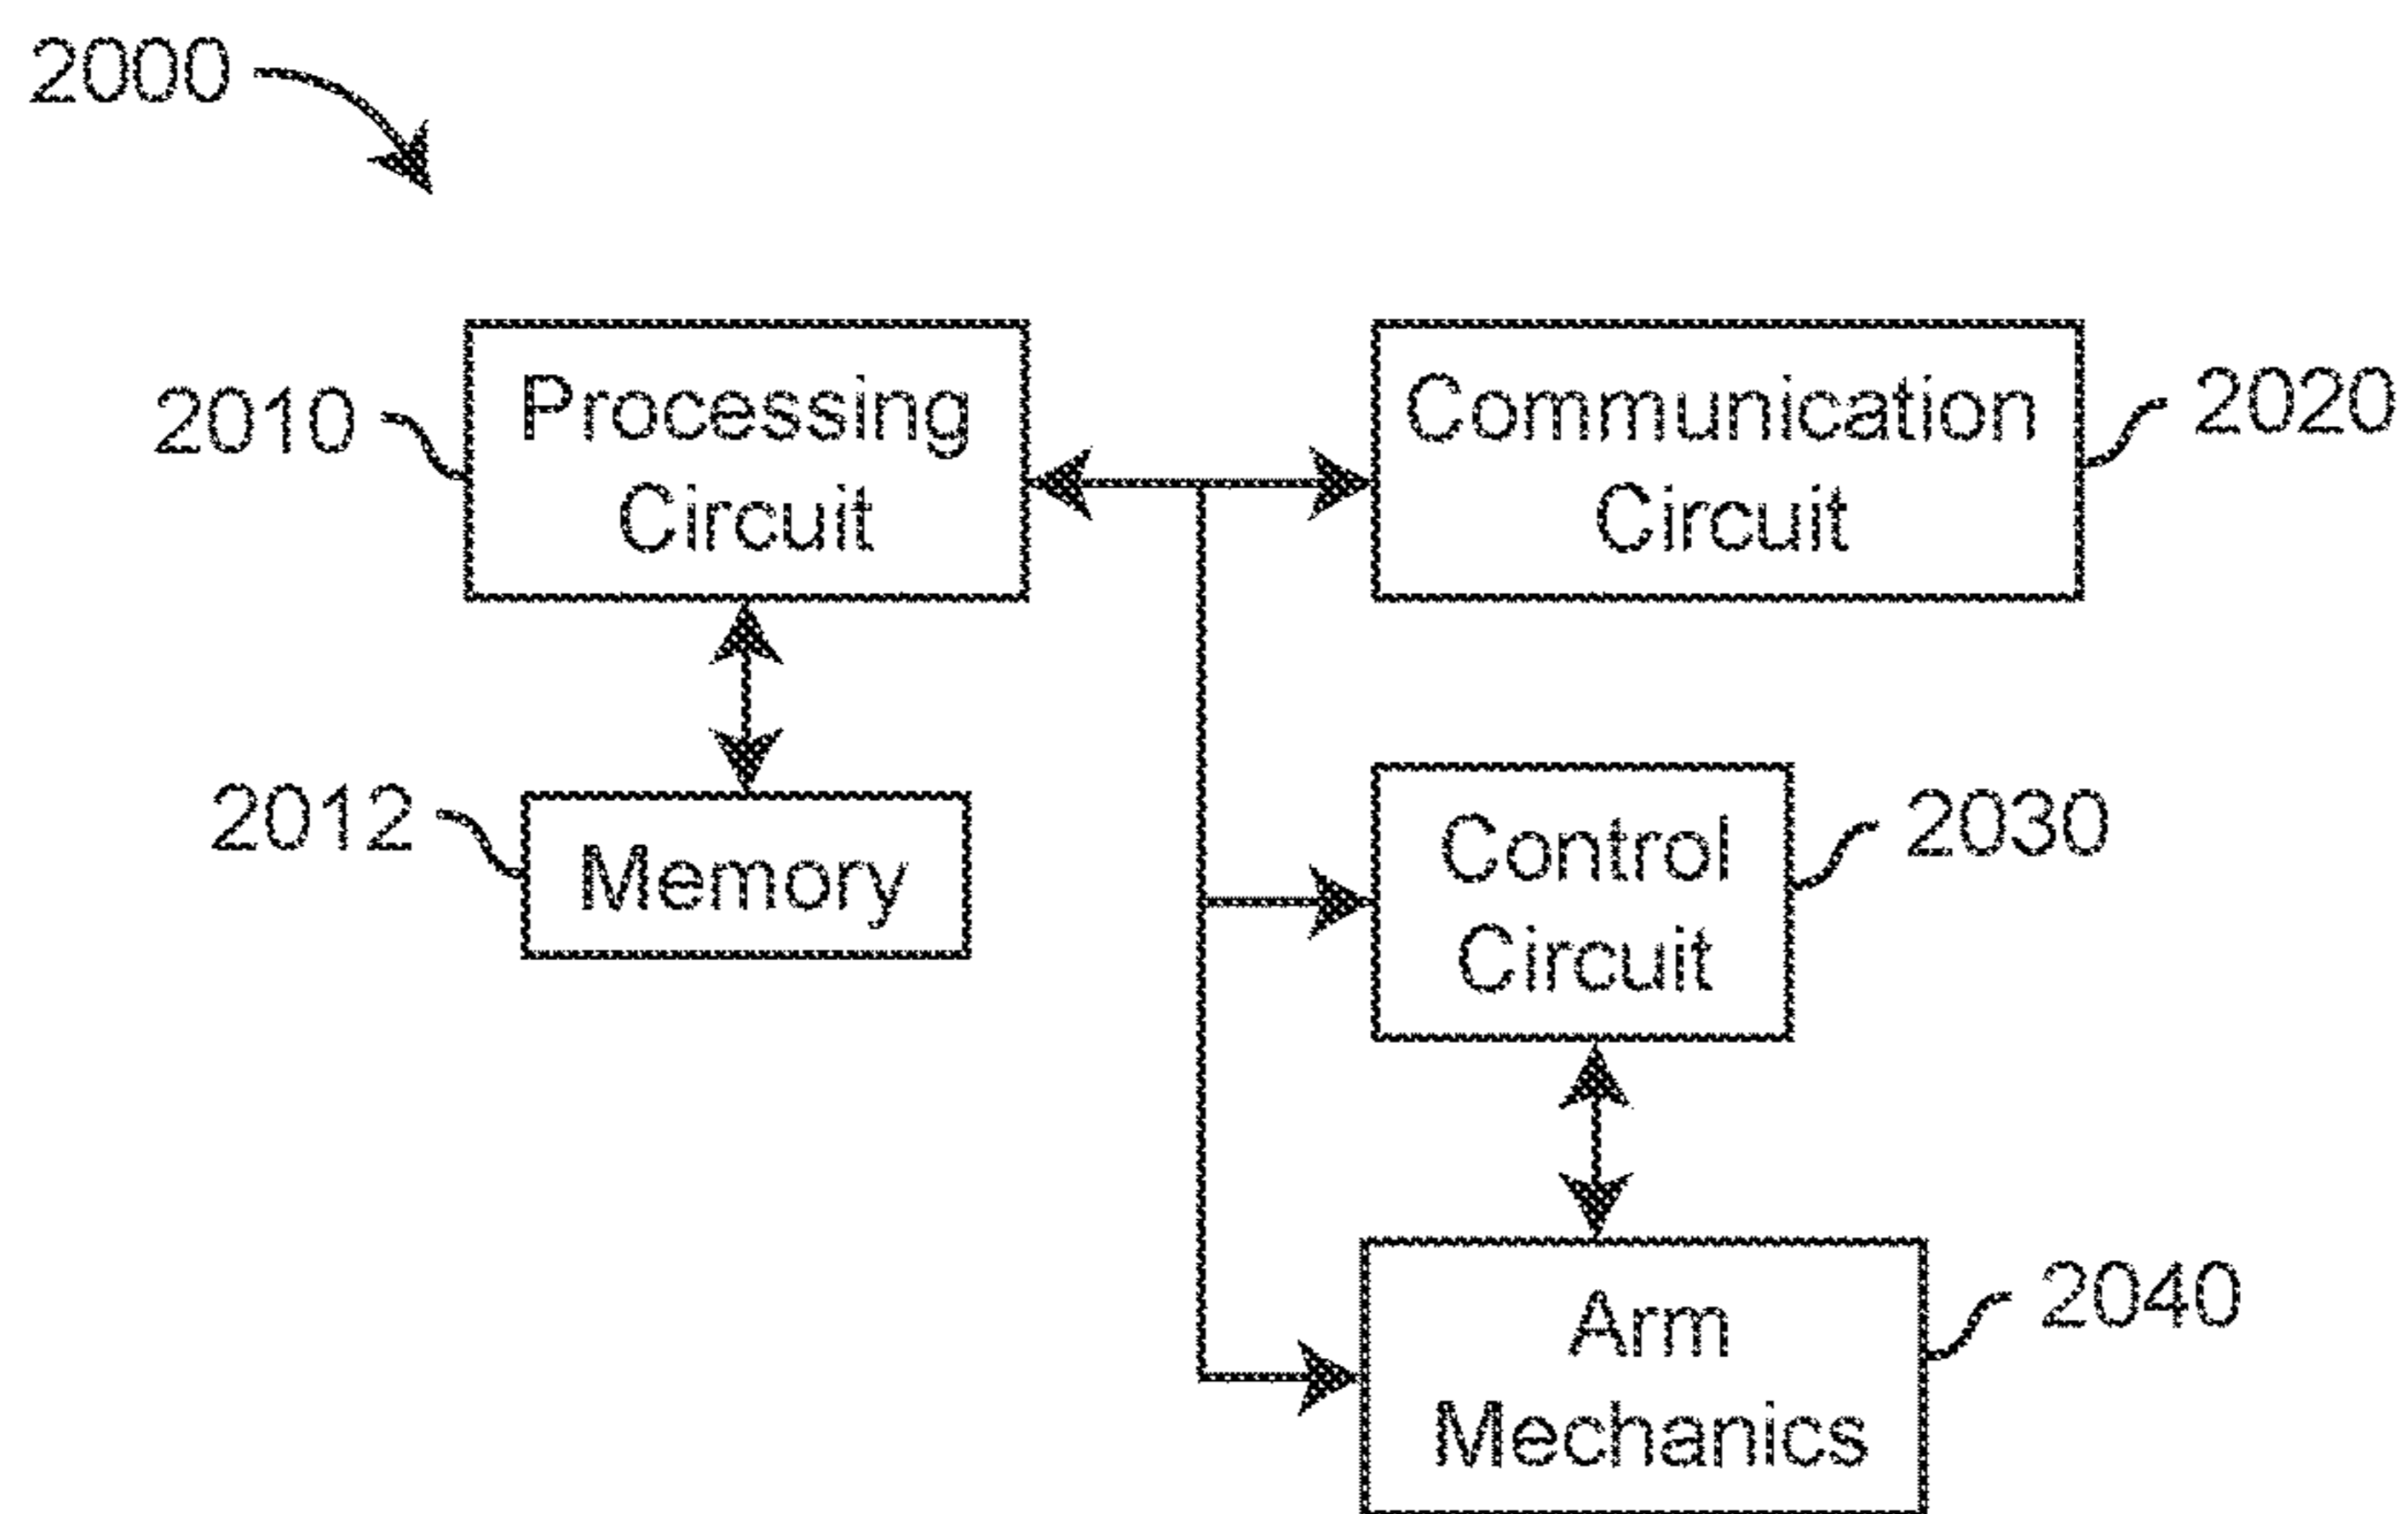 2000
2010
Processing
Circuit
Communication
Circuit
2020
2012
Memory
Control
Circuit
2030
Arm
Mechanics
2040